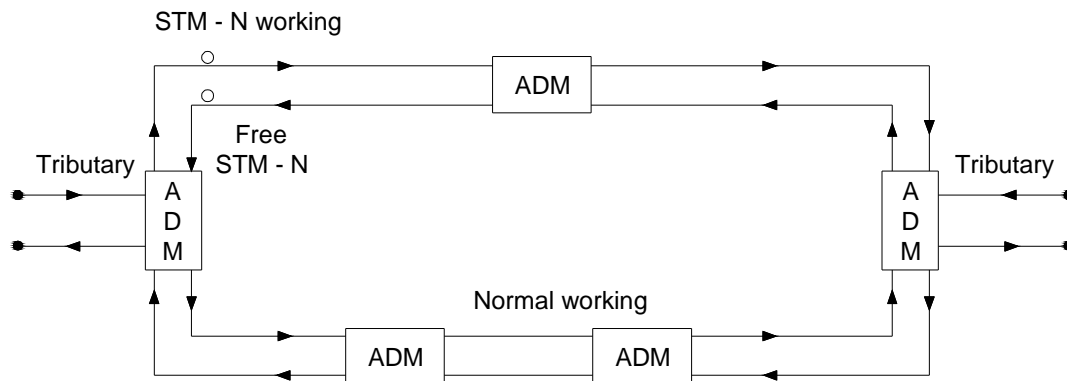 STM - N working
ADM
Free
STM - N
Tributary
Tributary
A
D
M
A
D
M
Normal working
ADM
ADM